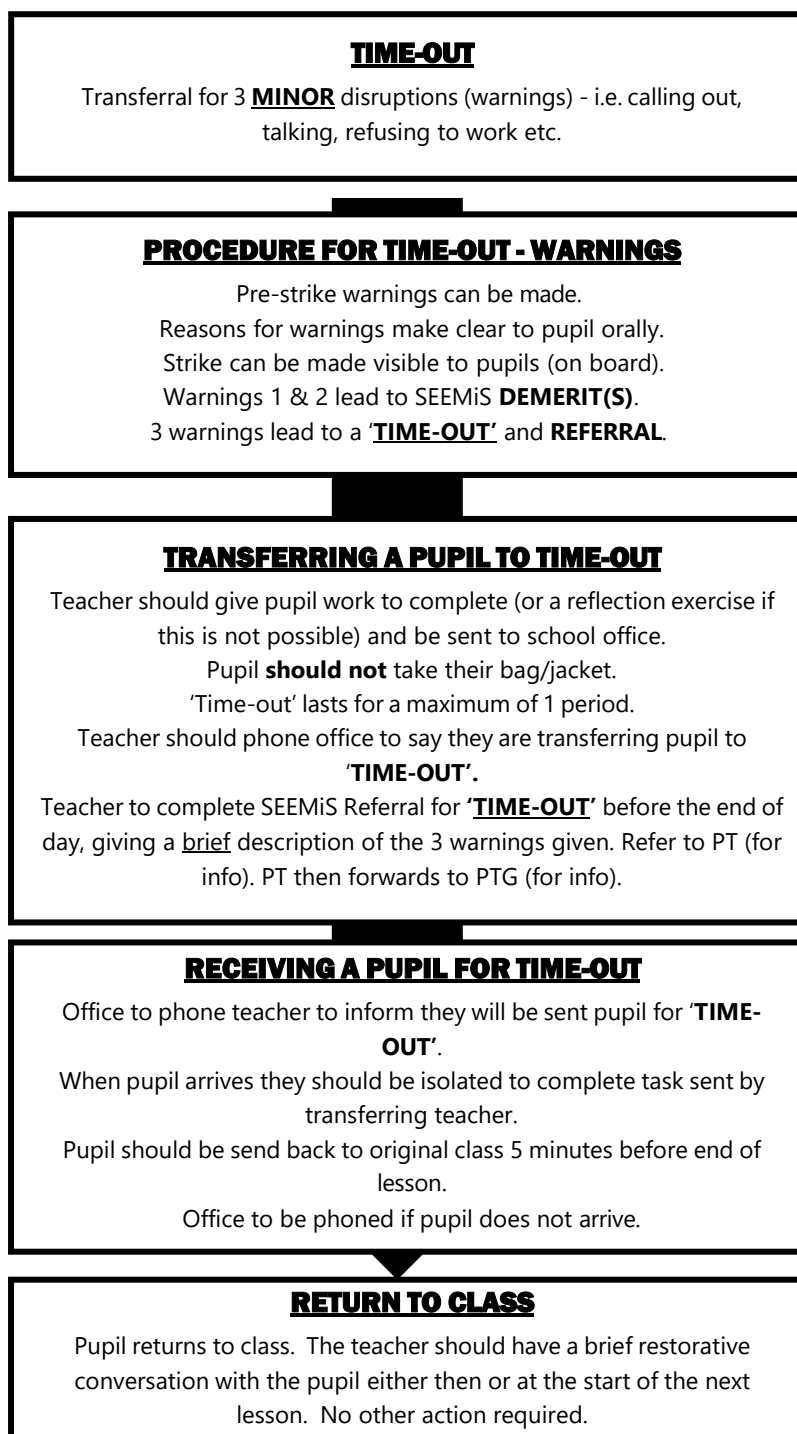 TIME-OUT
Transferral for 3 MINOR disruptions (warnings) - i.e. calling out,
talking, refusing to work etc.
PROCEDURE FOR TIME-OUT - WARNINGS
Pre-strike warnings can be made.
Reasons for warnings make clear to pupil orally.
Strike can be made visible to pupils (on board).
Warnings 1 & 2 lead to SEEMiS DEMERIT(S).
3 warnings lead to a ‘TIME-OUT’ and REFERRAL.
TRANSFERRING A PUPIL TO TIME-OUT
Teacher should give pupil work to complete (or a reflection exercise if
this is not possible) and be sent to school office.
Pupil should not take their bag/jacket.
‘Time-out’ lasts for a maximum of 1 period.
Teacher should phone office to say they are transferring pupil to
‘TIME-OUT’.
Teacher to complete SEEMiS Referral for ‘TIME-OUT’ before the end of
day, giving a brief description of the 3 warnings given. Refer to PT (for
info). PT then forwards to PTG (for info).
RECEIVING A PUPIL FOR TIME-OUT
Office to phone teacher to inform they will be sent pupil for ‘TIME-
OUT’.
When pupil arrives they should be isolated to complete task sent by
transferring teacher.
Pupil should be send back to original class 5 minutes before end of
lesson.
Office to be phoned if pupil does not arrive.
RETURN TO CLASS
Pupil returns to class.  The teacher should have a brief restorative
conversation with the pupil either then or at the start of the next
lesson.  No other action required.